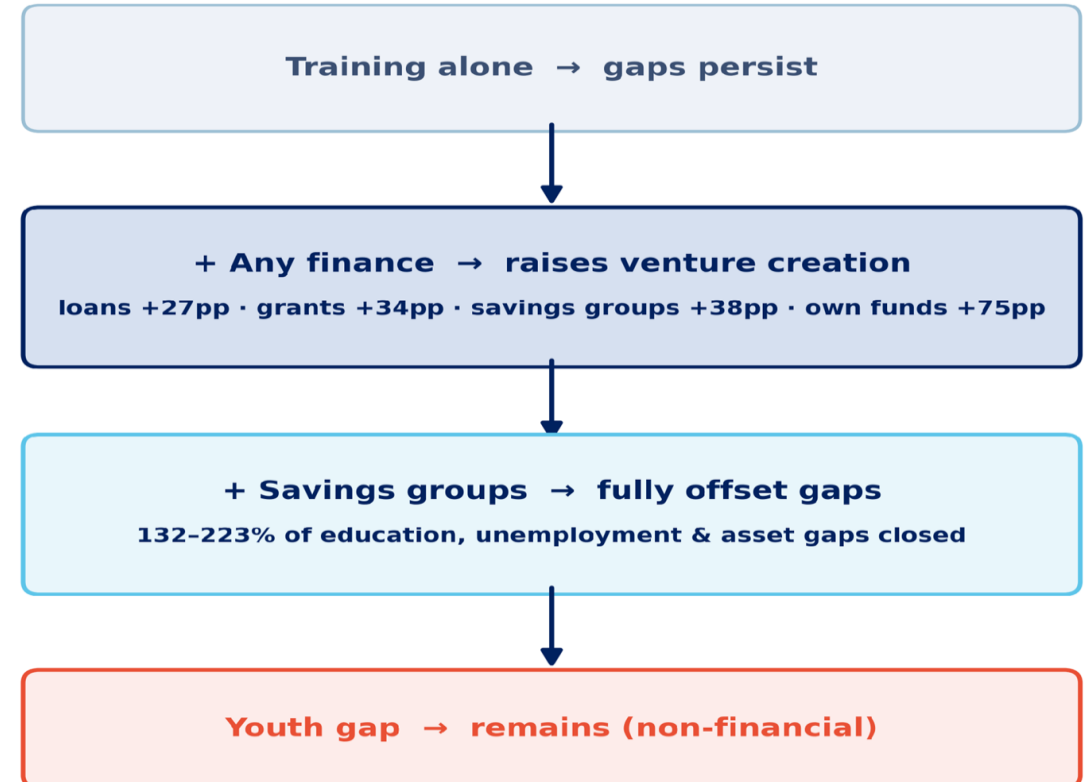 Training alone → gaps persist
+ Any finance → raises venture creation
loans +27pp · grants +34pp · savings groups +38pp · own funds +75pp
+ Savings groups → fully offset gaps
132–223% of education, unemployment & asset gaps closed
Youth gap → remains (non-financial)